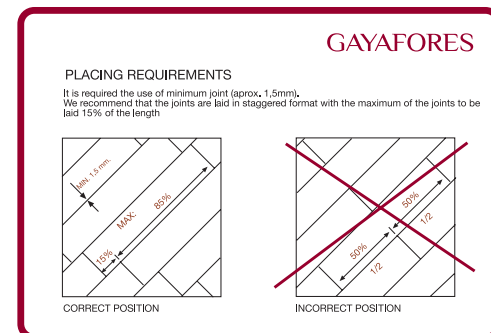 GAYAFORES
PLACING REQUIREMENTS
It is required the use of minimum joint (aprox. 1,5mm).
We recommend that the joints are laid in staggered format with the maximum of the joints to be
laid 15% of the length
MIN. 1,5 mm.
MAX:
85%
15%
50%
1/2
50%
1/2
CORRECT POSITION
INCORRECT POSITION